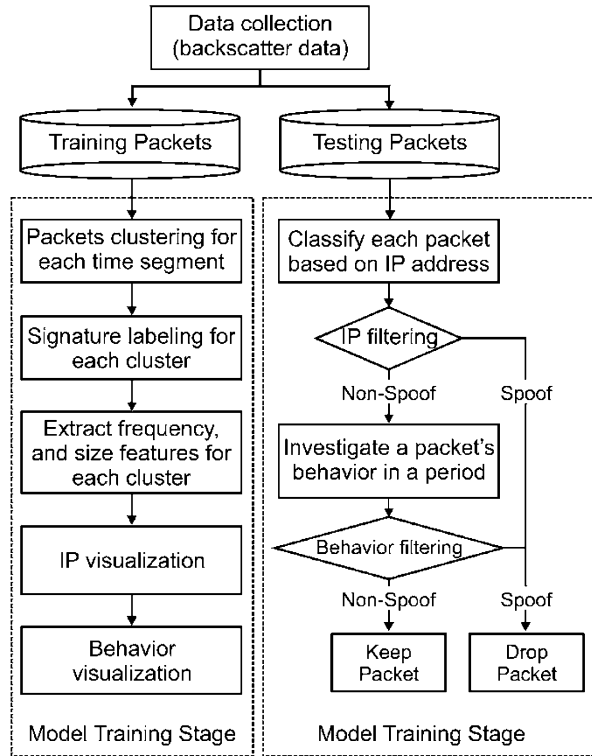 Data collection
(backscatter data)
Training Packets
Testing Packets
Packets clustering for
each time segment
Signature labeling for
each cluster
Extract frequency,
and size features for
each cluster
IP visualization
Behavior
visualization
Model Training Stage
Classify each packet
based on IP address
IP filtering
Non-Spoof
Spoof
Investigate a packet's
behavior in a period
Behavior filtering
Non-Spoof
Spoof
Keep
Packet
Drop
Packet
Model Training Stage